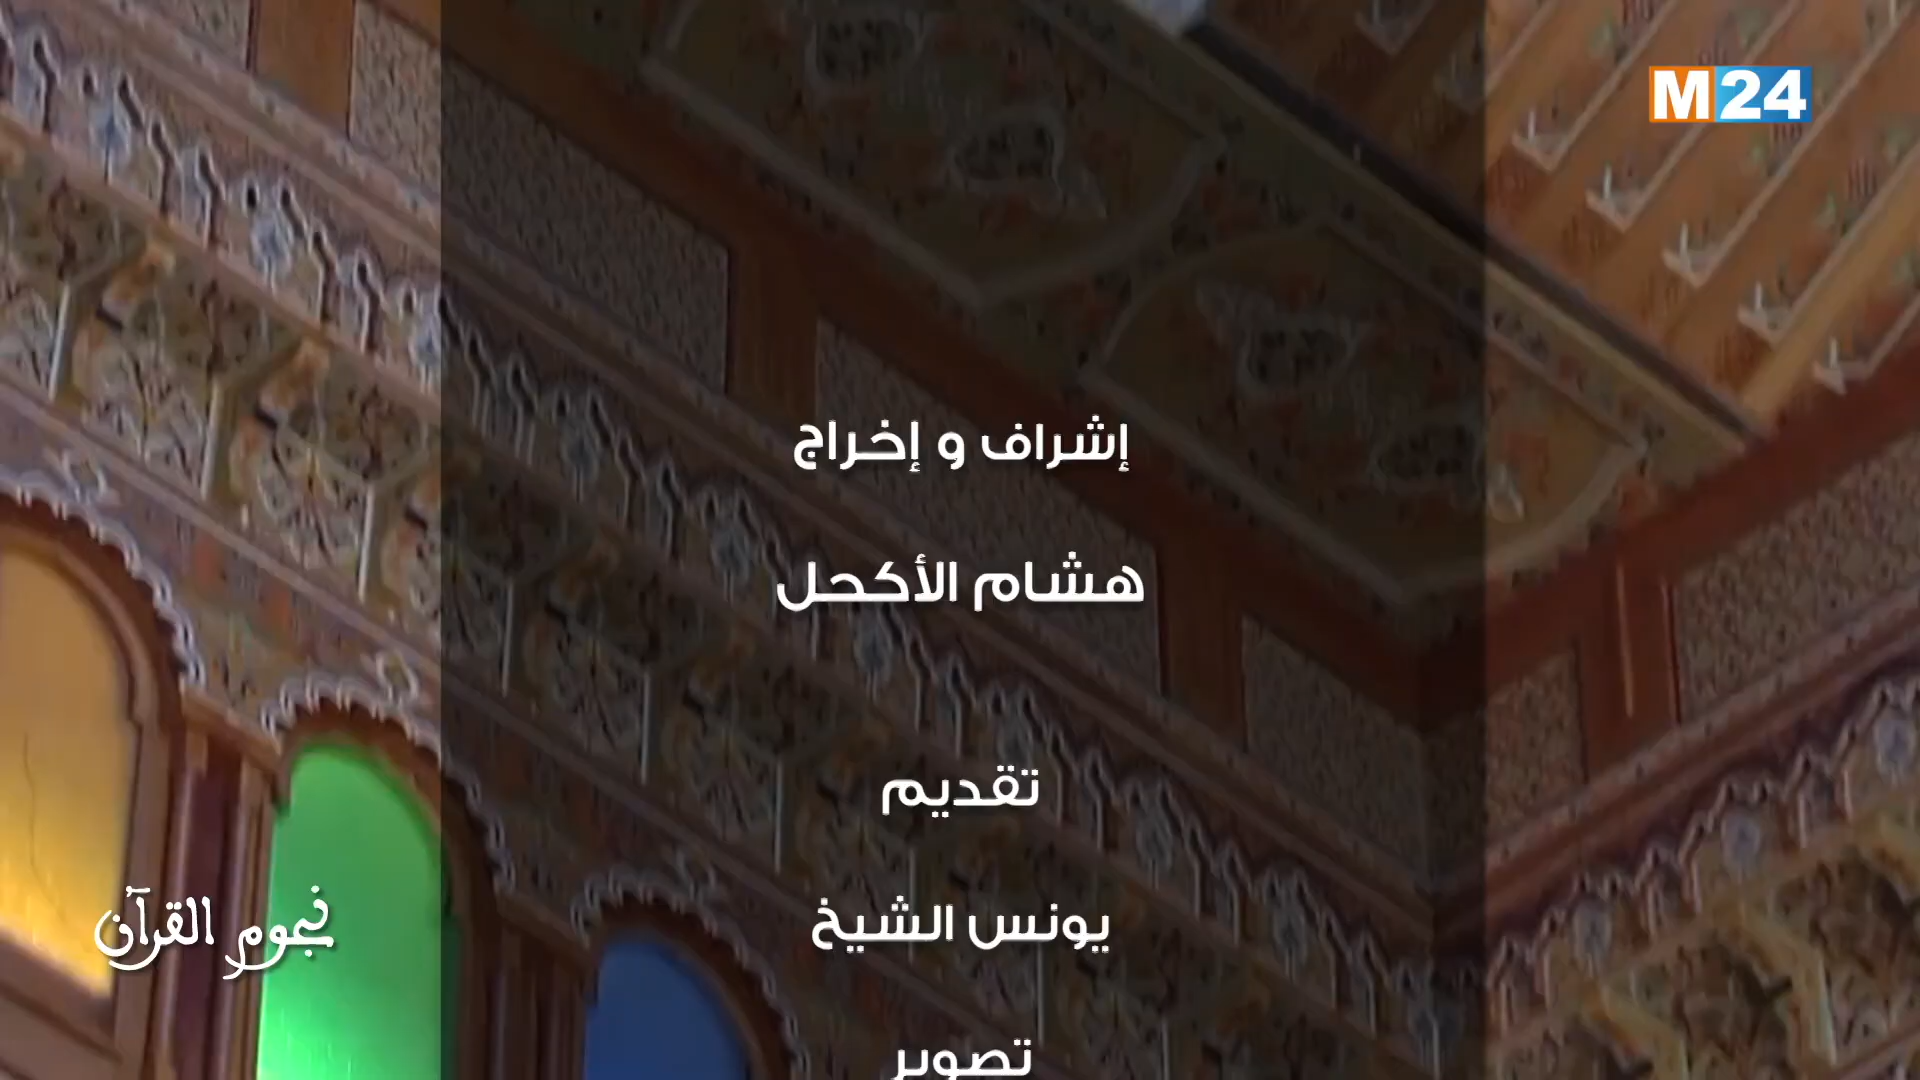 M24
إشراف و إخراج
هشام الأكحل
تقديم
يونس الشيخ
تصوير
نجوم القرآن